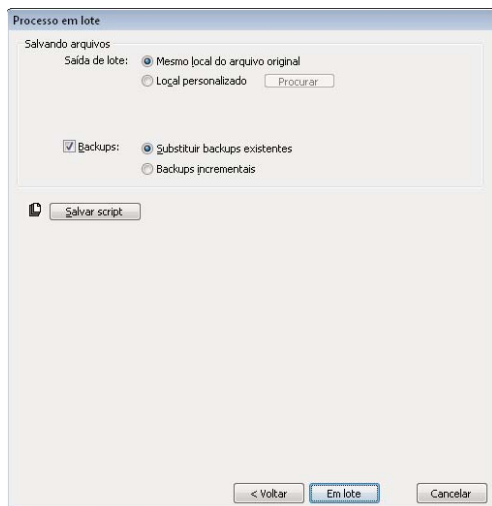 Processo em lote
Salvando arquivos
Saída de lote: Mesmo local do arquivo original
Local personalizado Procurar
Backups: Substituir backups existentes
Backups incrementais
Salvar script
< Voltar Em lote Cancelar